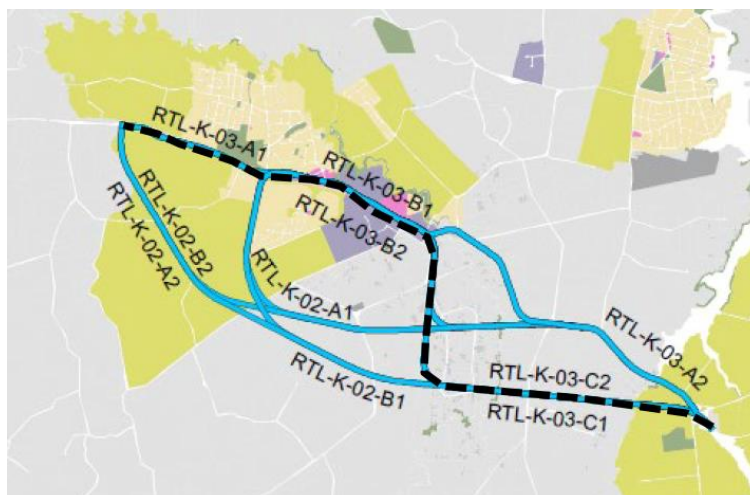 RTL-K-03-A1
RTL-K-03-B1
RTL-K-03-B2
RTL-K-02-B2
RTL-K-02-A2
RTL-K-02-A1
RTL-K-02-B1
RTL-K-03-A2
RTL-K-03-C2
RTL-K-03-C1